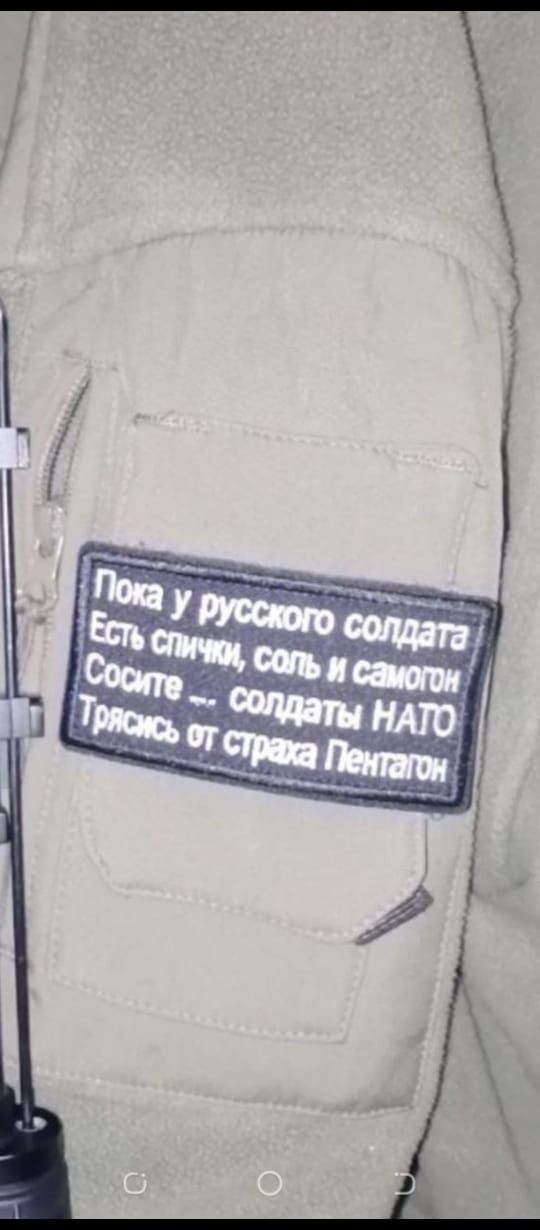 Пока у русского солдата
Есть спички, соль и самогон
Сосите ... солдаты НАТО
Трясись от страха Пентагон